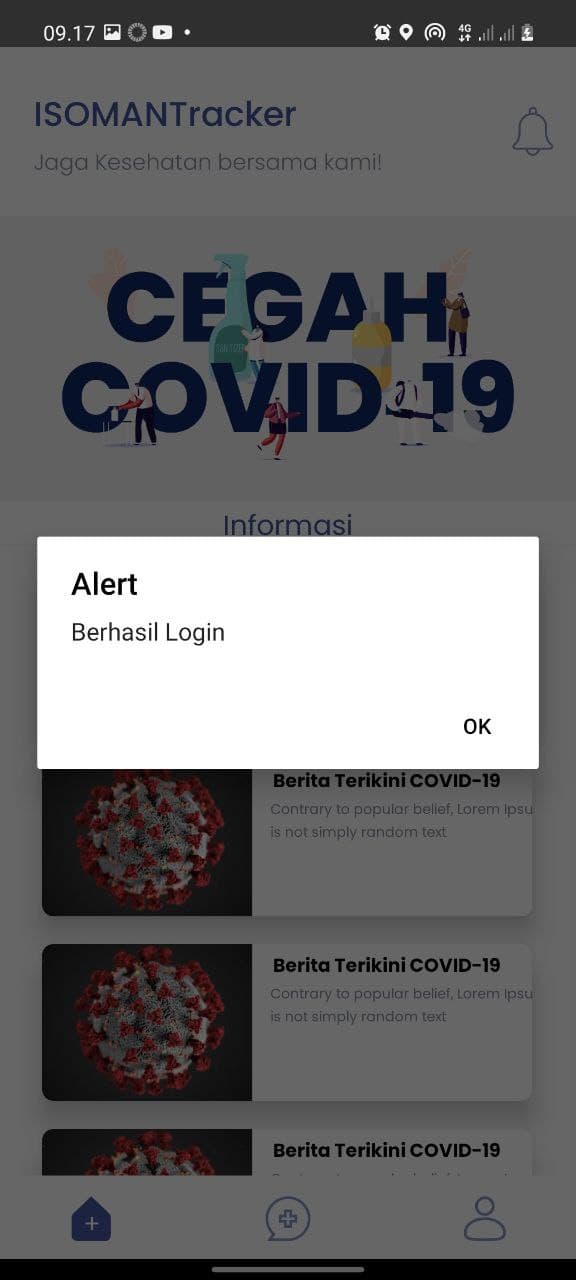 09.17
4G
ISOMANTracker
Jaga Kesehatan bersama kami!
CEGAH
SANITIZER
COVID-19
Informasi
Alert
Berhasil Login
OK
Berita Terikini COVID-19
Contrary to popular belief, Lorem Ipsu
is not simply random text
Berita Terikini COVID-19
Contrary to popular belief, Lorem Ipsu
is not simply random text
Berita Terikini COVID-19